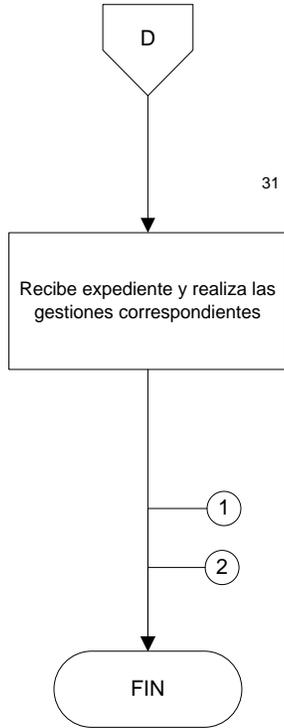 D
31
Recibe expediente y realiza las
gestiones correspondientes
1
2
FIN